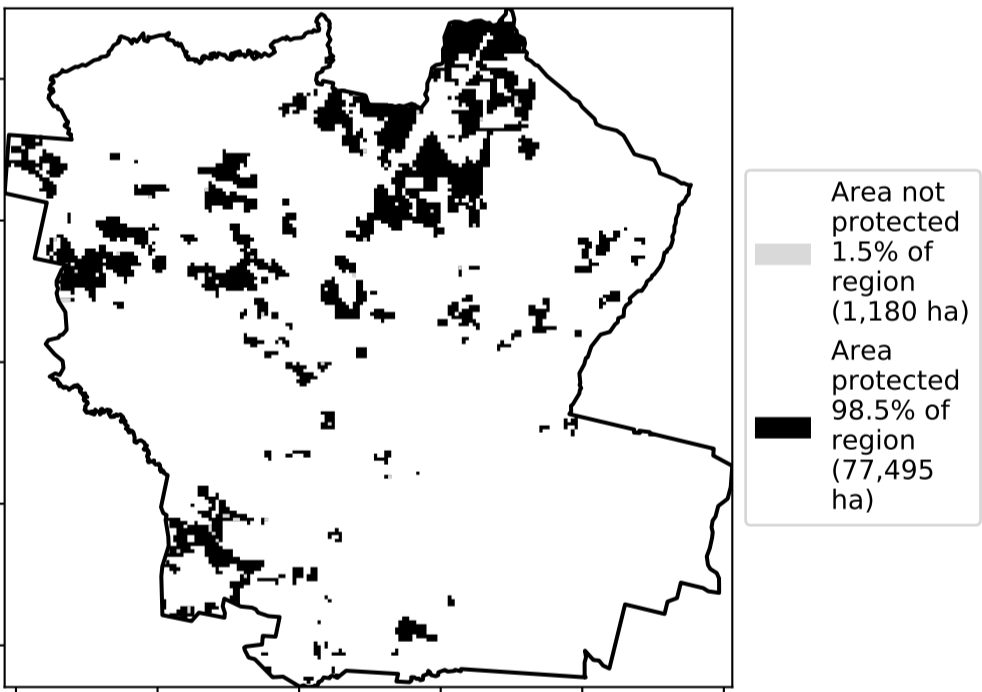 Area not
protected
1.5% of
region
(1,180 ha)
Area
protected
98.5% of
region
(77,495
ha)